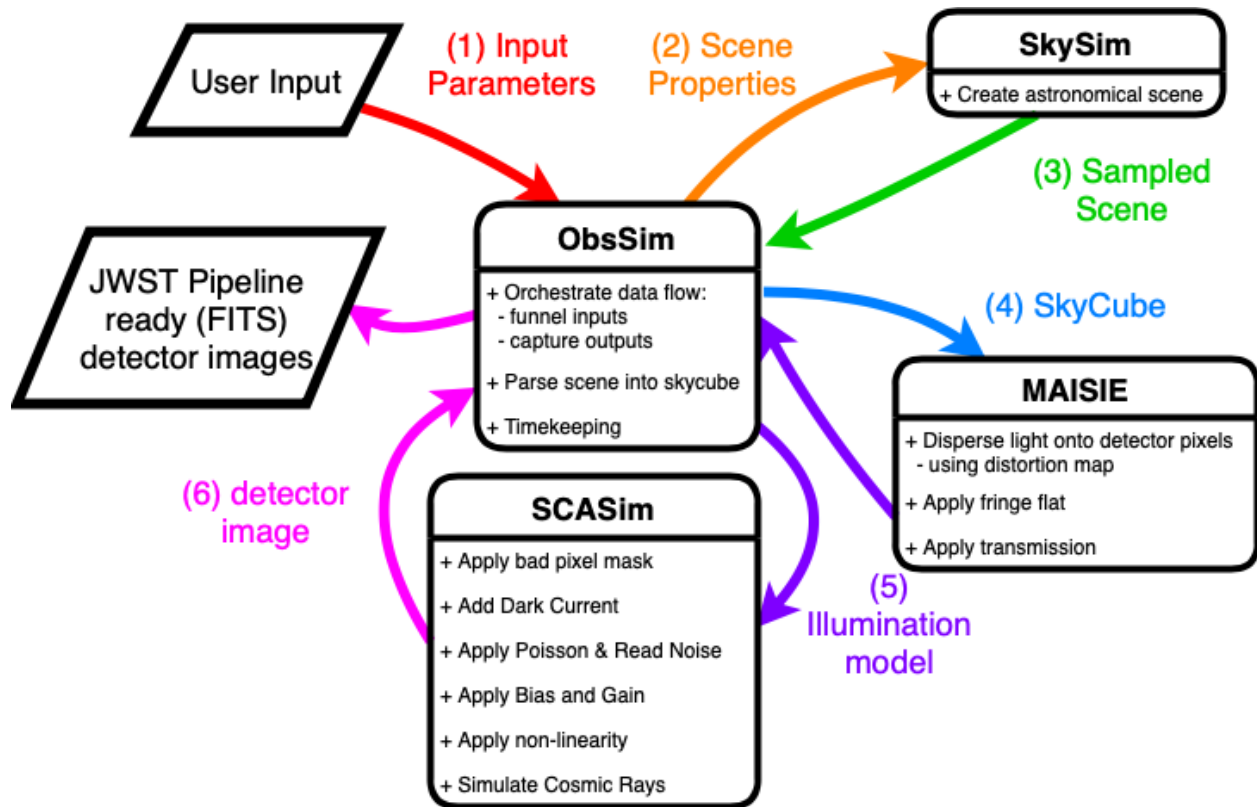 User Input
(1) Input
Parameters
(2) Scene
Properties
SkySim
+ Create astronomical scene
(3) Sampled
Scene
JWST Pipeline
ready (FITS)
detector images
ObsSim
+ Orchestrate data flow:
- funnel inputs
- capture outputs
+ Parse scene into skycube
+ Timekeeping
(4) SkyCube
MAISIE
+ Disperse light onto detector pixels
- using distortion map
+ Apply fringe flat
+ Apply transmission
(6) detector
image
SCASim
+ Apply bad pixel mask
+ Add Dark Current
+ Apply Poisson & Read Noise
+ Apply Bias and Gain
+ Apply non-linearity
+ Simulate Cosmic Rays
(5)
Illumination
model